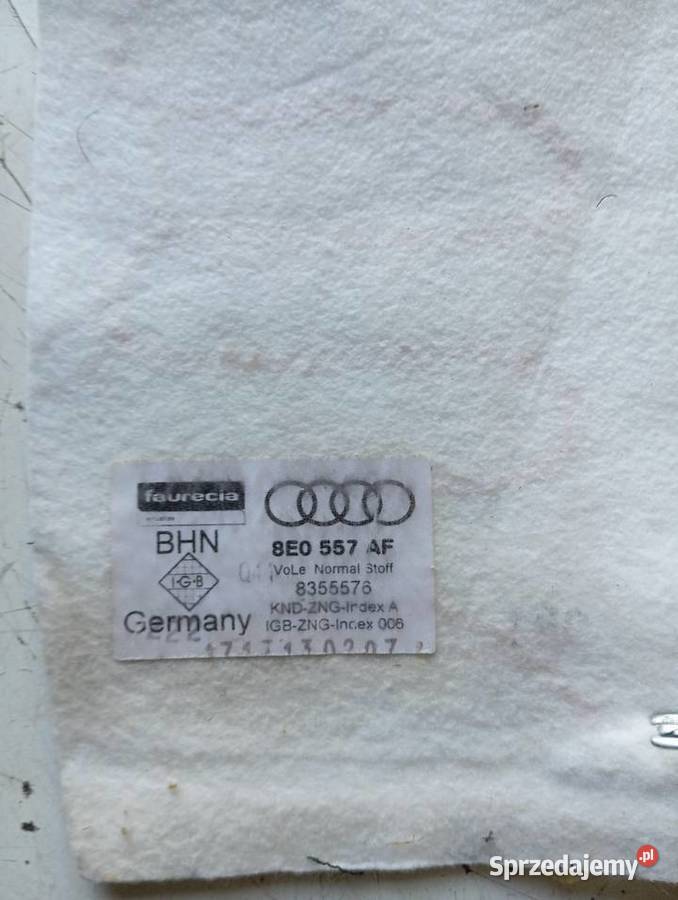 faurecia
BHN
I-G-B
Germany
8E0 557 AF
VoLe Normal Stoff
8355576
KND-ZNG-Index A
IGB-ZNG-Index 006
Sprzedajemy.pl